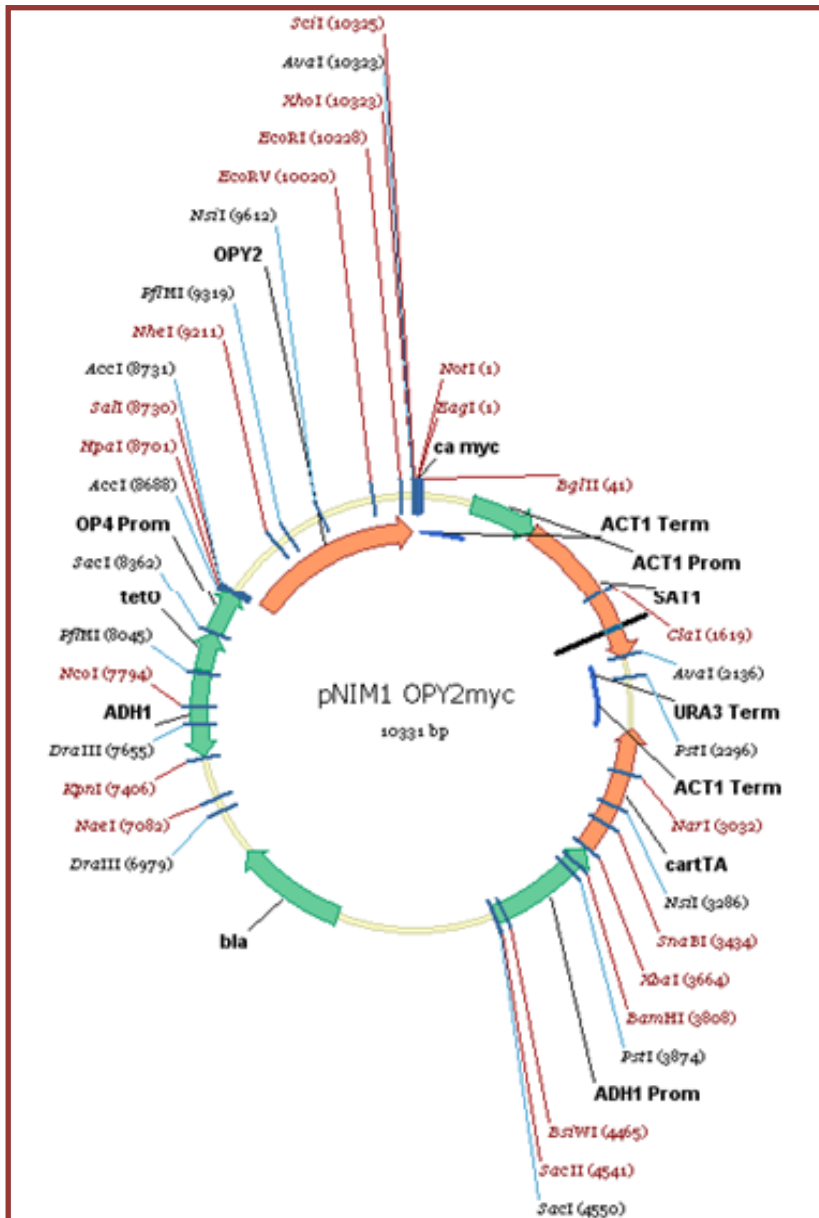 SciI (10325)
AvaI (10323)
XhoI (10323)
EcoRI (10228)
EcoRV (10020)
NsiI (9612)
OPY2
PflMI (9319)
NheI (9211)
AccI (8731)
SalI (8730)
HpaI (8701)
AccI (8688)
OP4 Prom
SacI (8362)
tetO
PflMI (8045)
NcoI (7794)
ADH1
DraIII (7655)
KpnI (7406)
NaeI (7082)
DraIII (6979)
bla
NotI (1)
EagI (1)
ca myc
BglII (41)
ACT1 Term
ACT1 Prom
SAT1
ClaI (1619)
AvaI (2136)
URA3 Term
PstI (2296)
ACT1 Term
NarI (3032)
cartTA
NsiI (3286)
SnaBI (3434)
XbaI (3664)
BamHI (3808)
PstI (3874)
ADH1 Prom
BsiWI (4465)
SacII (4541)
SacI (4550)
pNIM1 OPY2myc
10331 bp